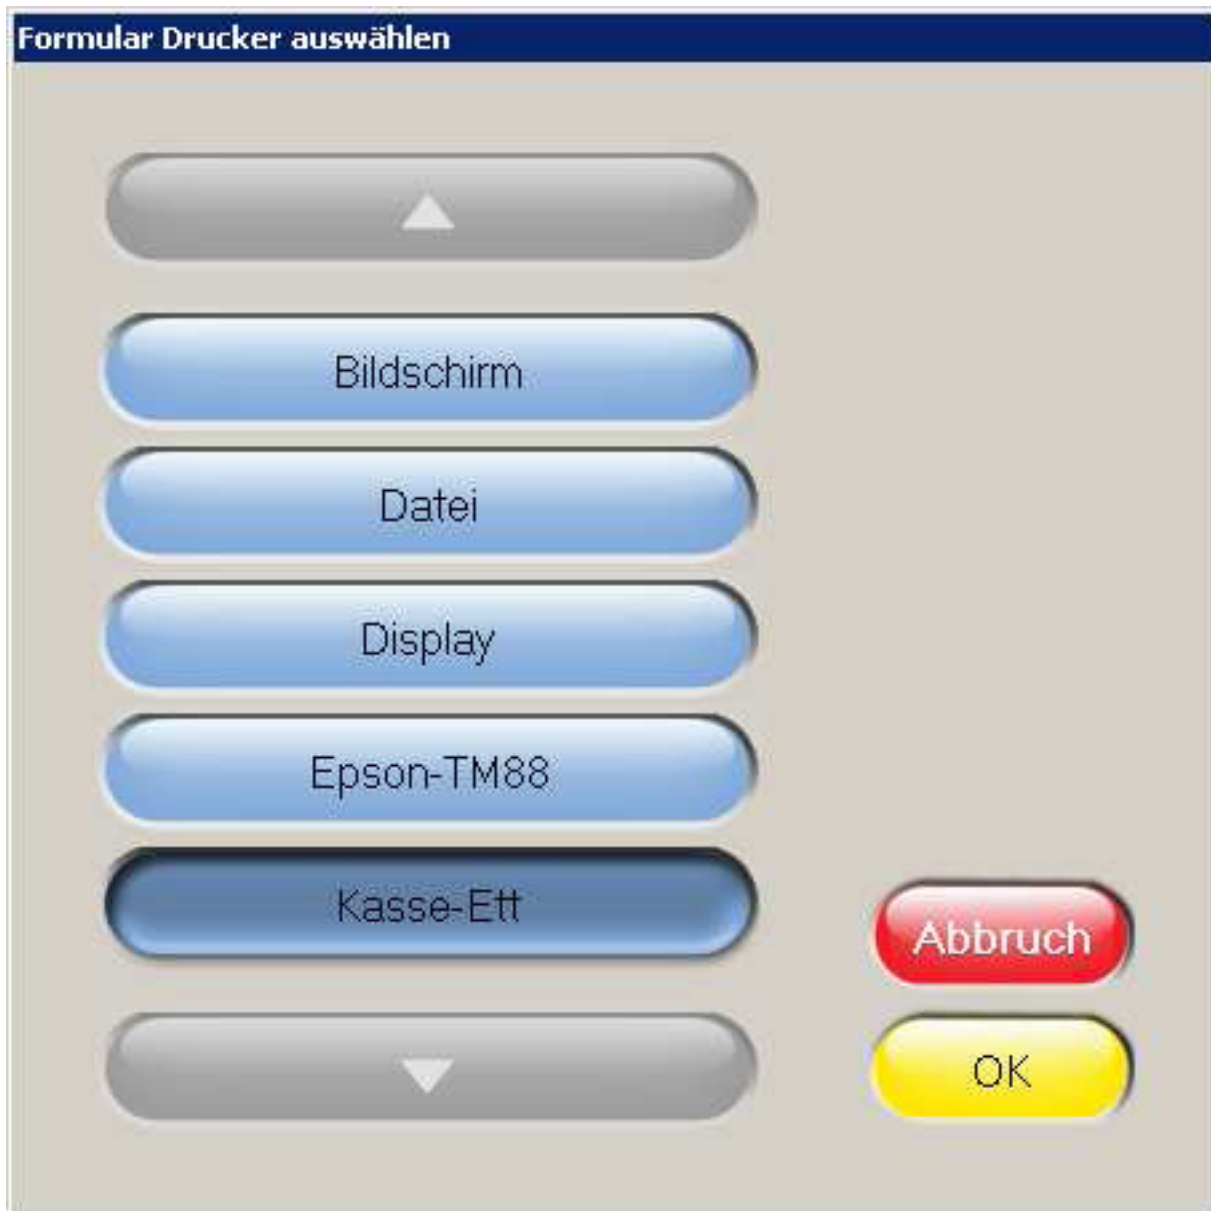 Formular Drucker auswählen
Bildschirm
Datei
Display
Epson-TM88
Kasse-Ett
Abbruch
OK